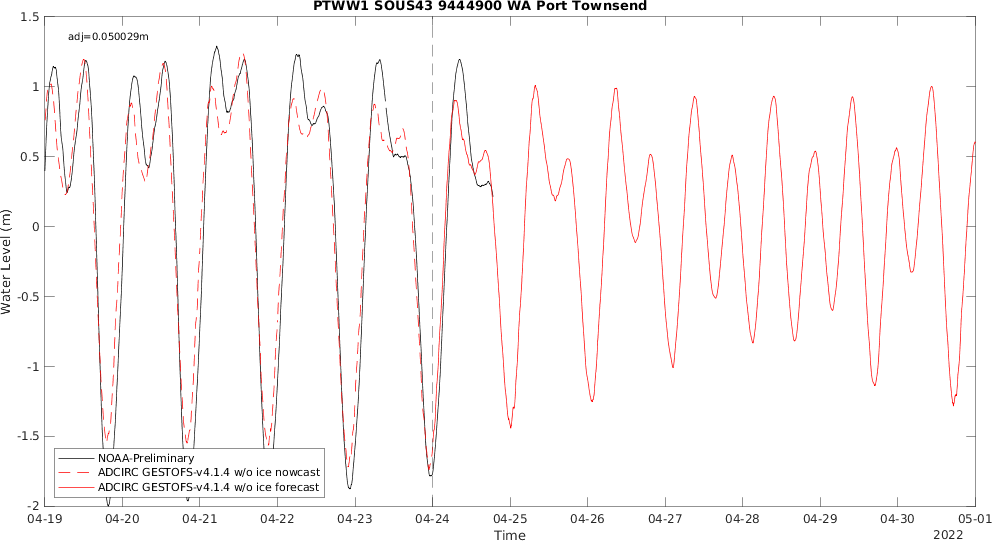 PTWW1 SOUS43 9444900 WA Port Townsend
adj=0.050029m
Water Level (m)
1.5
1
0.5
0
-0.5
-1
-1.5
-2
NOAA-Preliminary
ADCIRC GESTOFS-v4.1.4 w/o ice nowcast
ADCIRC GESTOFS-v4.1.4 w/o ice forecast
04-19 04-20 04-21 04-22 04-23 04-24 04-25 04-26 04-27 04-28 04-29 04-30 05-01
Time
2022